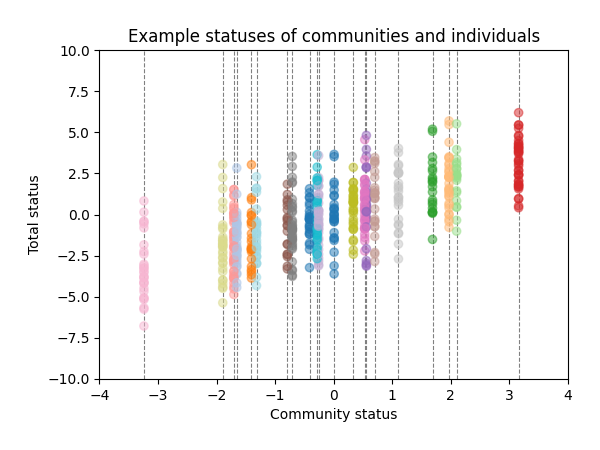 Example statuses of communities and individuals
10.0
7.5
5.0
2.5
0.0
−2.5
−5.0
−7.5
−10.0
Total status
−4 −3 −2 −1 0 1 2 3 4
Community status